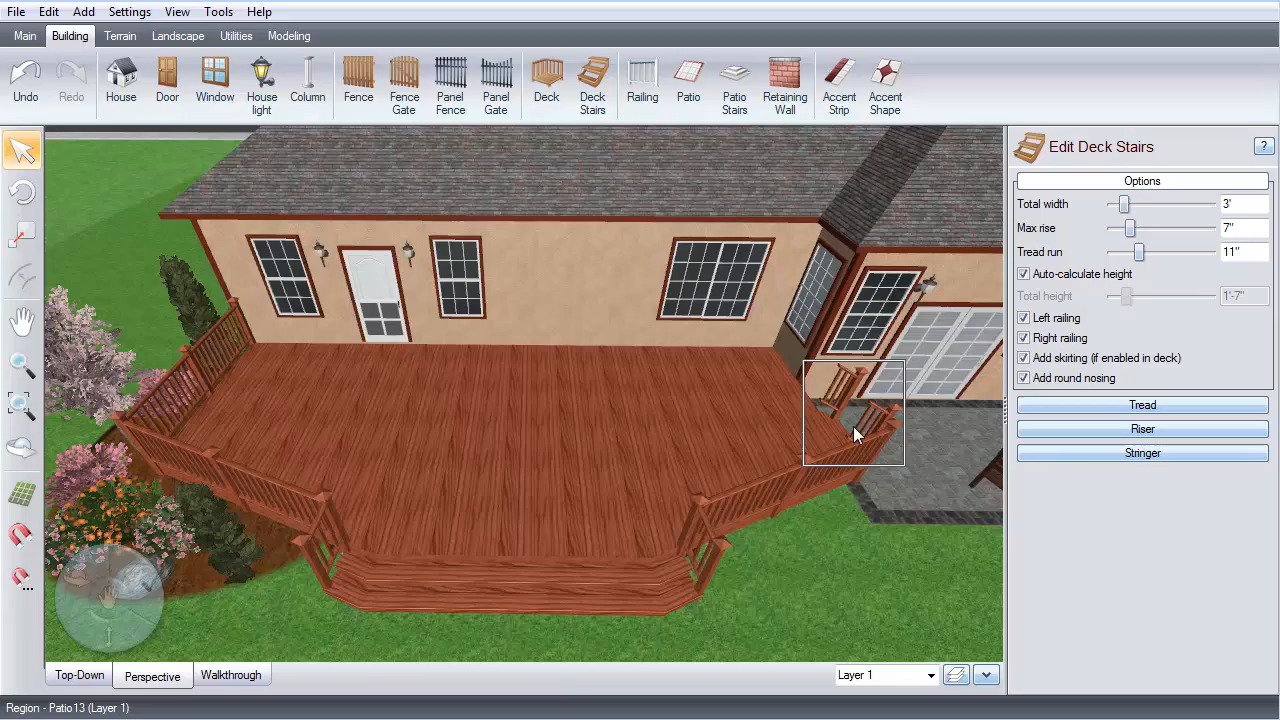 File Edit Add Settings View Tools Help
Main Building Terrain Landscape Utilities Modeling
Undo Redo House Door Window House light Column Fence Fence Gate Panel Fence Panel Gate Deck Deck Stairs Railing Patio Patio Stairs Retaining Wall Accent Strip Accent Shape
Edit Deck Stairs ?
Options
Total width 3'
Max rise 7"
Tread run 11"
Auto-calculate height
Total height 1'-7"
Left railing
Right railing
Add skirting (if enabled in deck)
Add round nosing
Tread
Riser
Stringer
Top-Down Perspective Walkthrough Layer 1
Region - Patio13 (Layer 1)